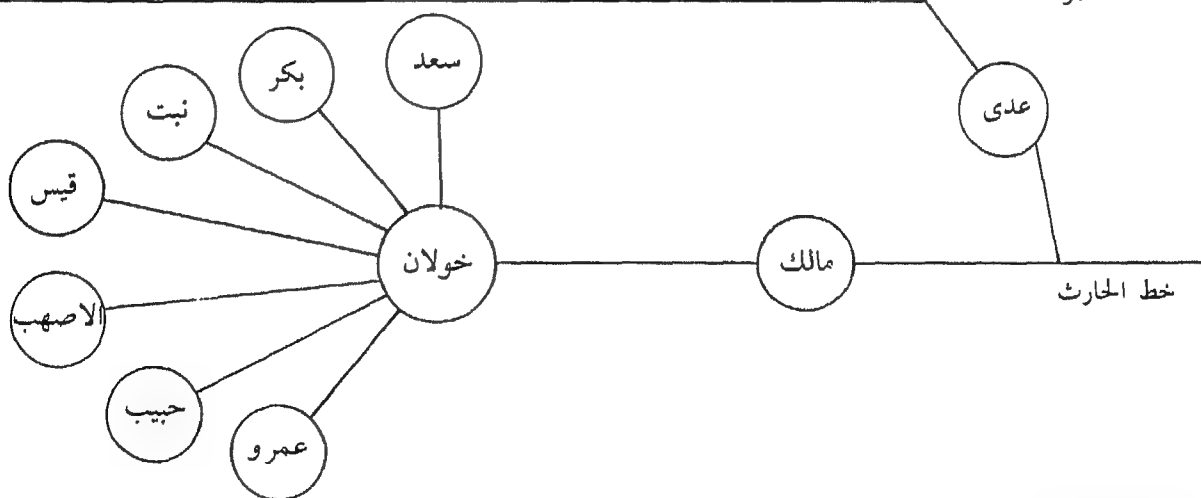 سعد
بكر
نبت
عدى
قيس
خولان
مالك
خط الحارث
الاصهب
حبيب
عمرو